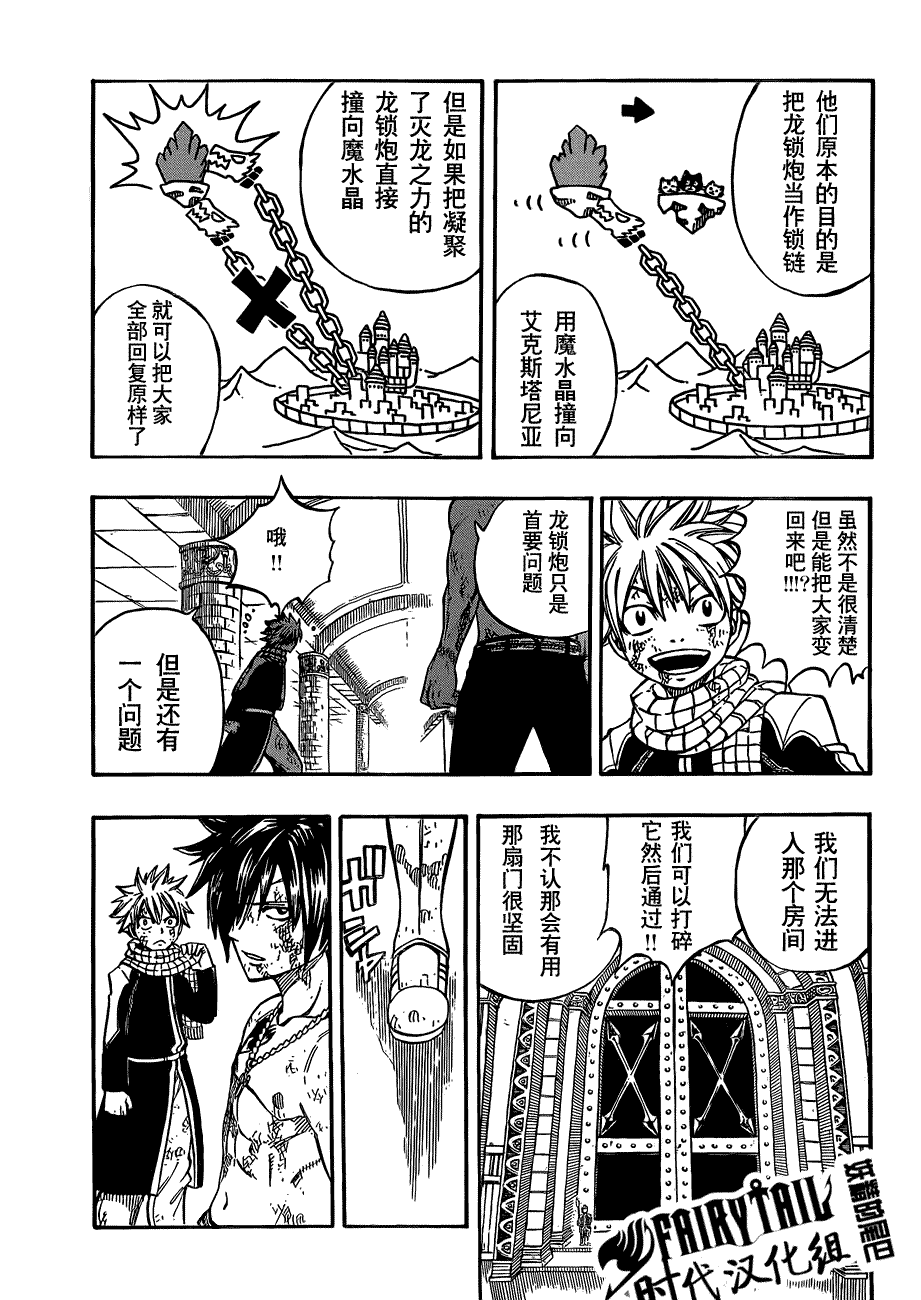 他们原本的目的是
把龙锁炮当作锁链
用魔水晶撞向
艾克斯塔尼亚
但是如果把凝聚
了灭龙之力的
龙锁炮直接
撞向魔水晶
就可以把大家
全部回复原样了
虽然不是很清楚
但是能把大家变
回来吧!!!!?
龙锁炮只是
首要问题
哦
!!
但是还有
一个问题
我们无法进
入那个房间
我们可以打碎
它然后通过!!
我不认那会有用
那扇门很坚固
妖精的尾巴
FAIRY TAIL
时代汉化组